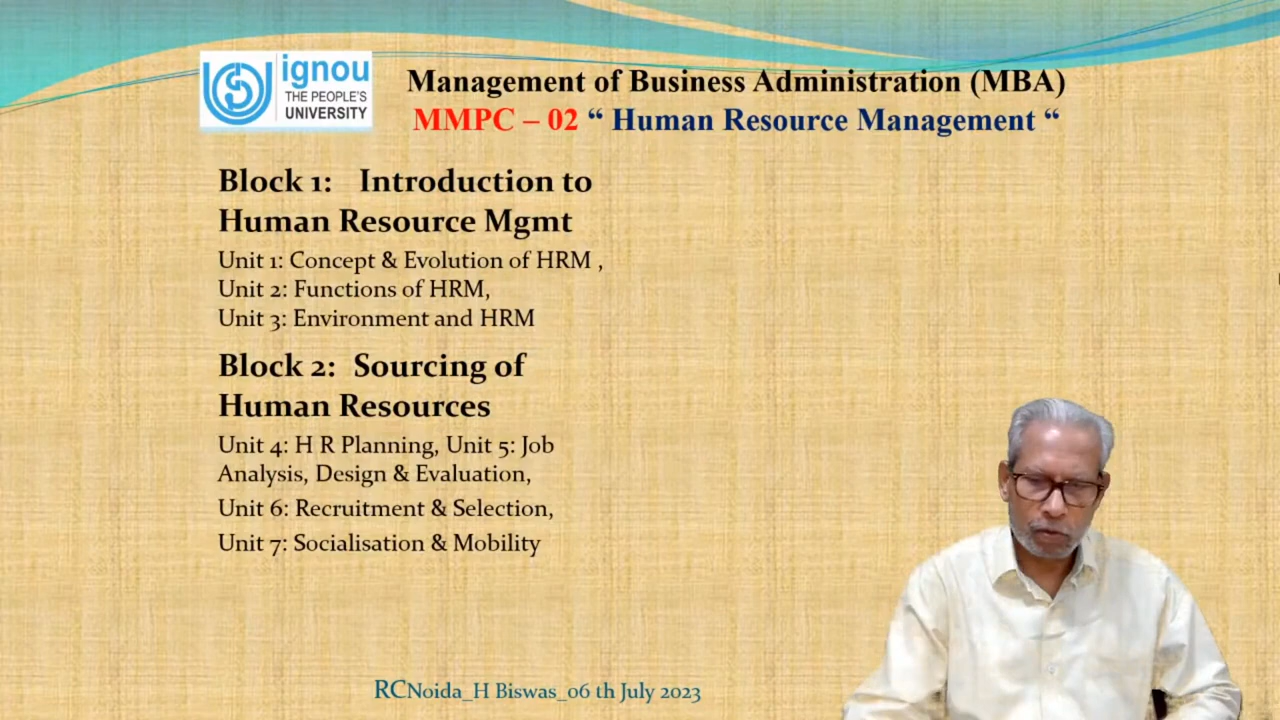 ignou
THE PEOPLE'S
UNIVERSITY
Management of Business Administration (MBA)
MMPC – 02 “ Human Resource Management “
Block 1: Introduction to
Human Resource Mgmt
Unit 1: Concept & Evolution of HRM ,
Unit 2: Functions of HRM,
Unit 3: Environment and HRM
Block 2: Sourcing of
Human Resources
Unit 4: H R Planning, Unit 5: Job
Analysis, Design & Evaluation,
Unit 6: Recruitment & Selection,
Unit 7: Socialisation & Mobility
RCNoida_H Biswas_06 th July 2023